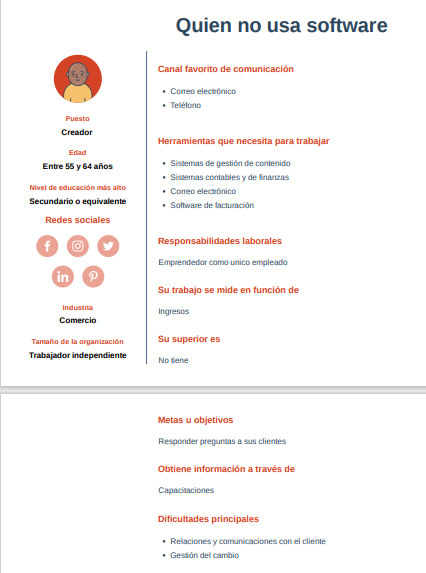 Quien no usa software
Puesto
Creador
Edad
Entre 55 y 64 años
Nivel de educación más alto
Secundario o equivalente
Redes sociales
Industria
Comercio
Tamaño de la organización
Trabajador independiente
Canal favorito de comunicación
• Correo electrónico
• Teléfono
Herramientas que necesita para trabajar
• Sistemas de gestión de contenido
• Sistemas contables y de finanzas
• Correo electrónico
• Software de facturación
Responsabilidades laborales
Emprendedor como unico empleado
Su trabajo se mide en función de
Ingresos
Su superior es
No tiene
Metas u objetivos
Responder preguntas a sus clientes
Obtiene información a través de
Capacitaciones
Dificultades principales
• Relaciones y comunicaciones con el cliente
• Gestión del cambio